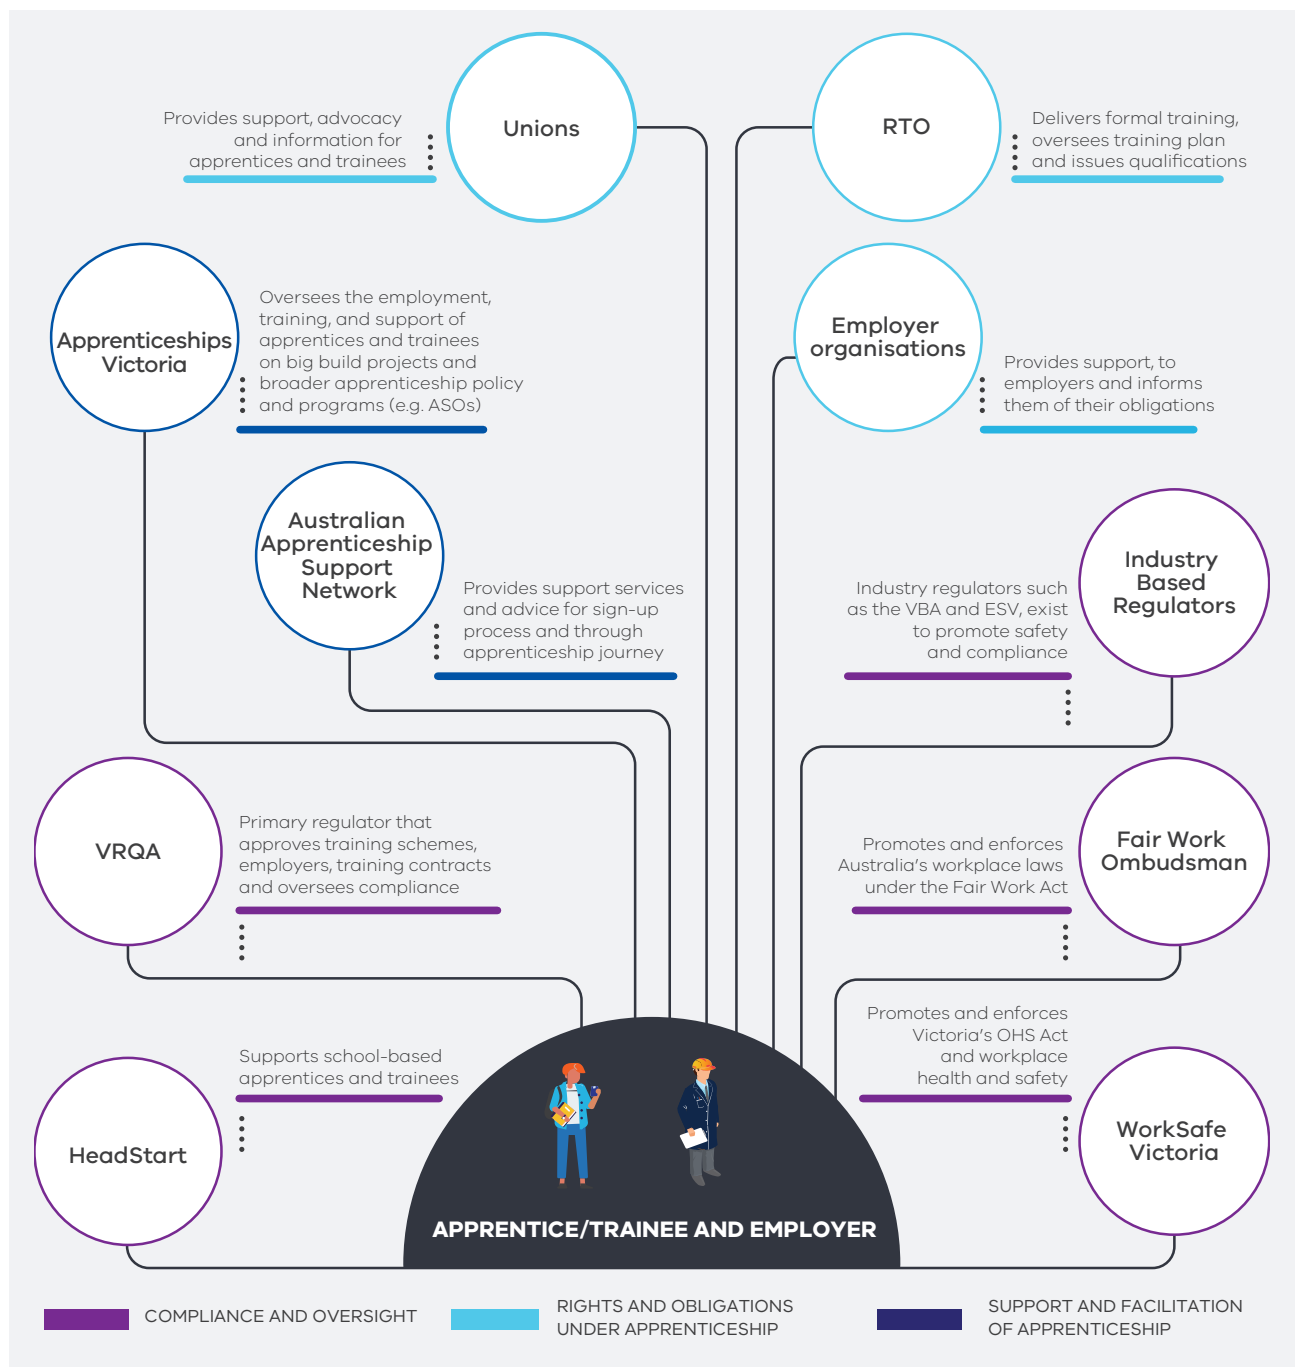 Unions
Provides support, advocacy
and information for
apprentices and trainees
RTO
Delivers formal training,
oversees training plan
and issues qualifications
Apprenticeships
Victoria
Oversees the employment,
training, and support of
apprentices and trainees
on big build projects and
broader apprenticeship policy
and programs (e.g. ASOs)
Employer
organisations
Provides support, to
employers and informs
them of their obligations
Australian
Apprenticeship
Support
Network
Provides support services
and advice for sign-up
process and through
apprenticeship journey
Industry
Based
Regulators
Industry regulators such
as the VBA and ESV, exist
to promote safety
and compliance
VRQA
Primary regulator that
approves training schemes,
employers, training contracts
and oversees compliance
Fair Work
Ombudsman
Promotes and enforces
Australia's workplace laws
under the Fair Work Act
HeadStart
Supports school-based
apprentices and trainees
WorkSafe
Victoria
Promotes and enforces
Victoria's OHS Act
and workplace
health and safety
APPRENTICE/TRAINEE AND EMPLOYER
COMPLIANCE AND OVERSIGHT
RIGHTS AND OBLIGATIONS
UNDER APPRENTICESHIP
SUPPORT AND FACILITATION
OF APPRENTICESHIP